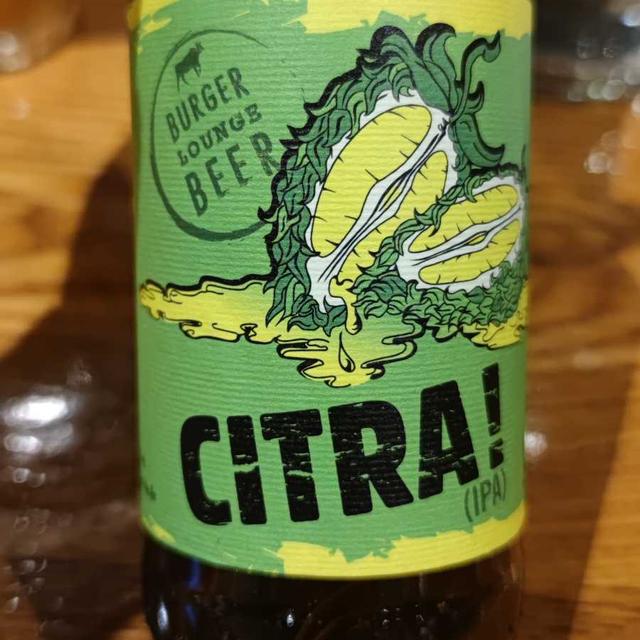 BURGER
LOUNGE
BEER
CITRA!
(IPA)